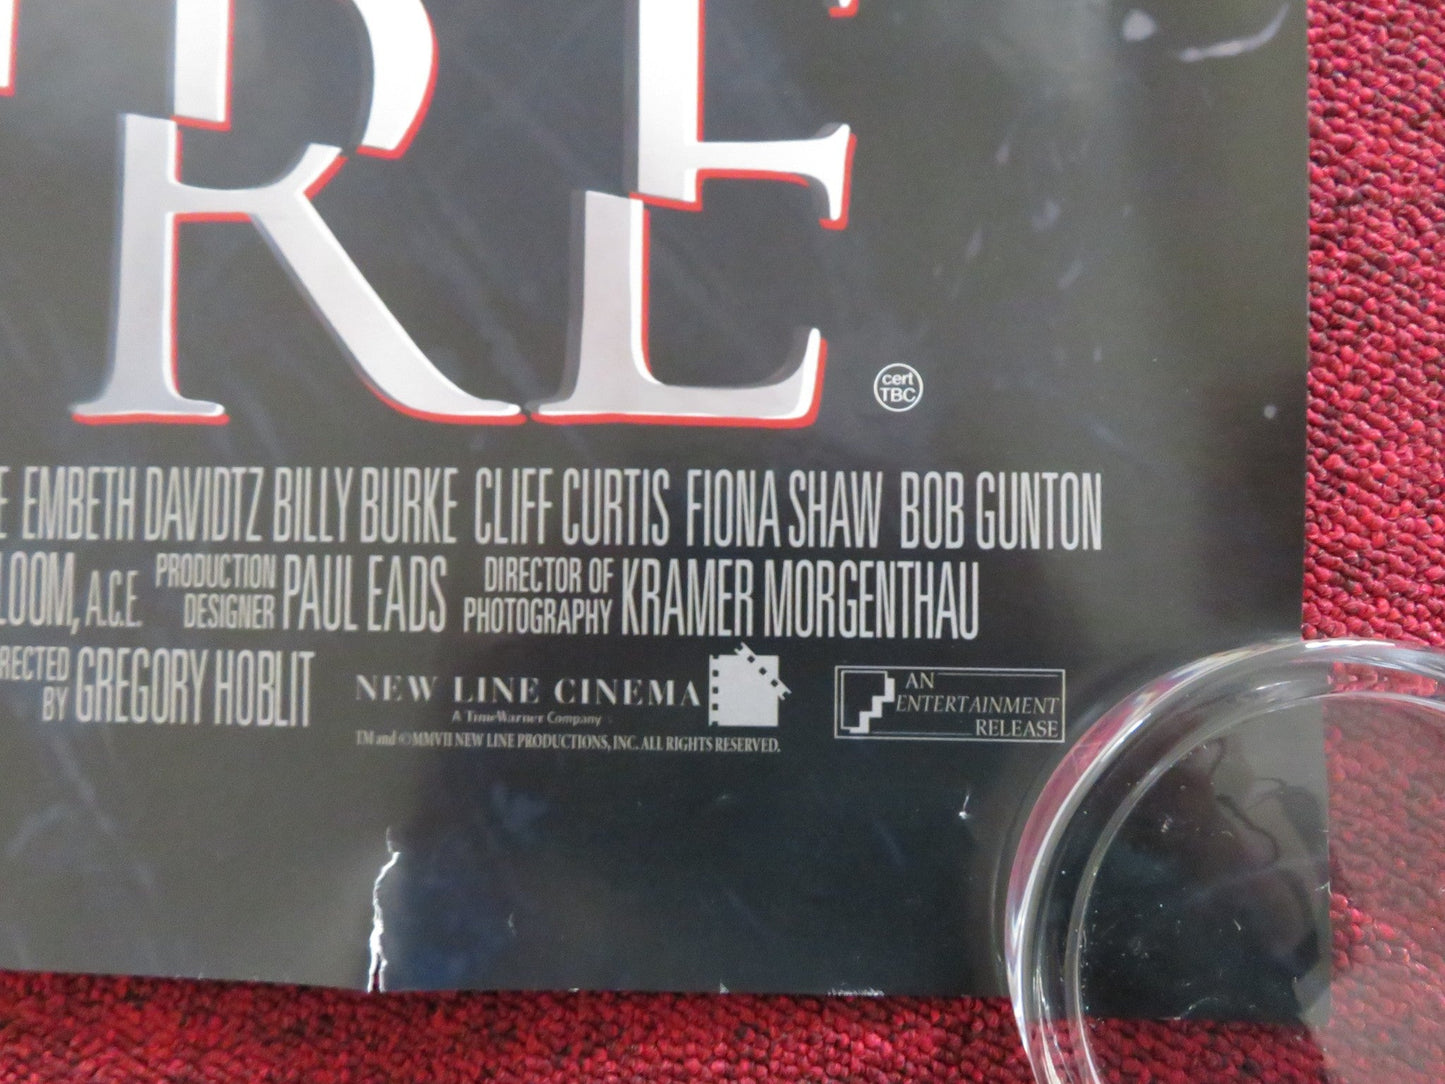 RE
cert
TBC
E EMBETH DAVIDTZ BILLY BURKE CLIFF CURTIS FIONA SHAW BOB GUNTON
LOOM, A.C.E. PRODUCTION DESIGNER PAUL EADS DIRECTOR OF PHOTOGRAPHY KRAMER MORGENTHAU
RECTED BY GREGORY HOBLIT
NEW LINE CINEMA
A TimeWarner Company
TM and ©MMVII NEW LINE PRODUCTIONS, INC. ALL RIGHTS RESERVED.
AN
ENTERTAINMENT
RELEASE